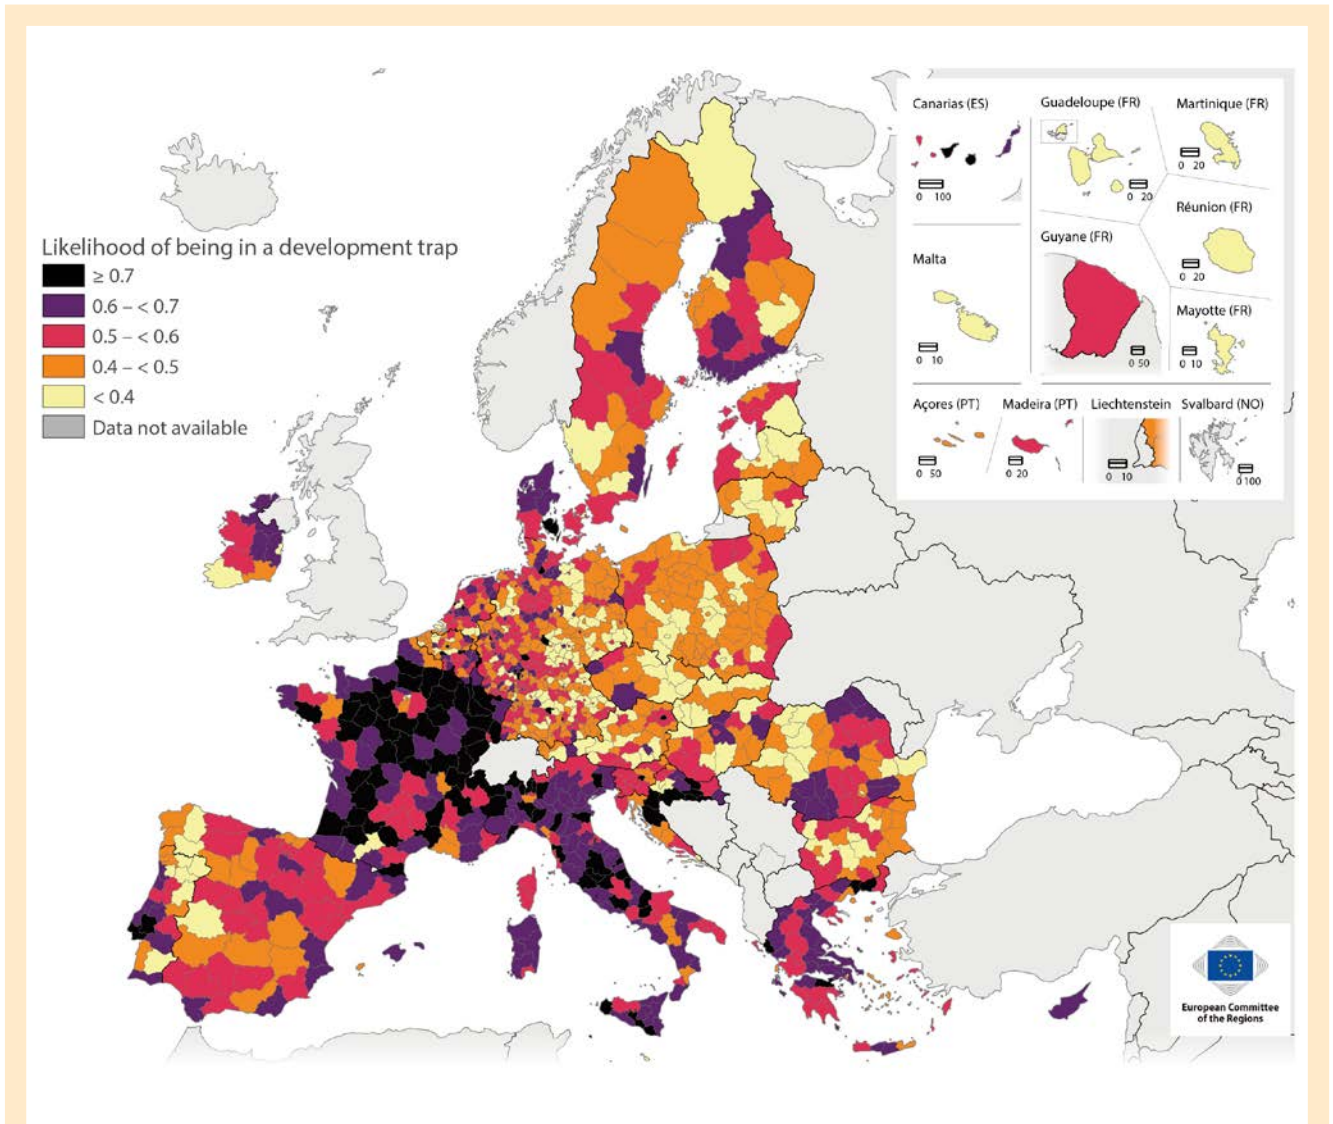 Likelihood of being in a development trap
≥ 0.7
0.6 – < 0.7
0.5 – < 0.6
0.4 – < 0.5
< 0.4
Data not available
Canarias (ES)
0 100
Guadeloupe (FR)
0 20
Martinique (FR)
0 20
Réunion (FR)
0 20
Guyane (FR)
0 50
Malta
0 10
Mayotte (FR)
0 10
Açores (PT)
0 50
Madeira (PT)
0 20
Liechtenstein
0 10
Svalbard (NO)
0 100
European Committee
of the Regions